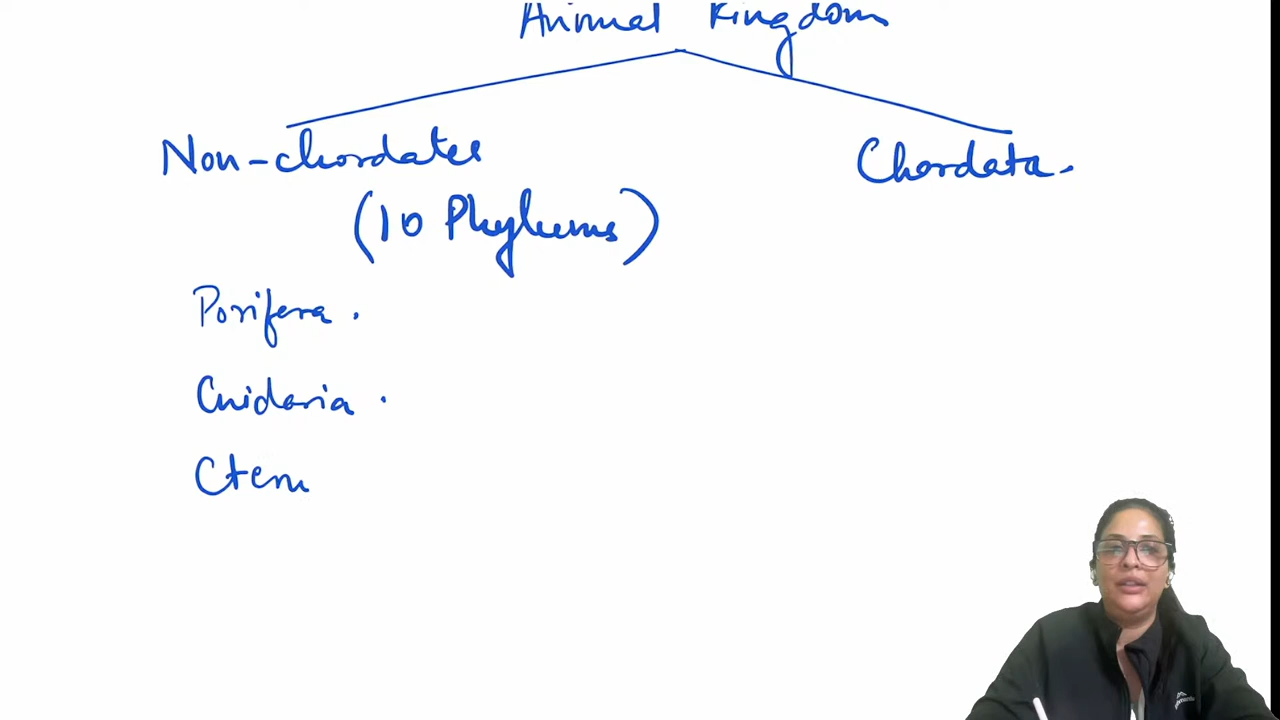 Animal Kingdom
Non-chordates
Chordata.
(10 Phylums)
Porifera.
Cnidaria.
Cten